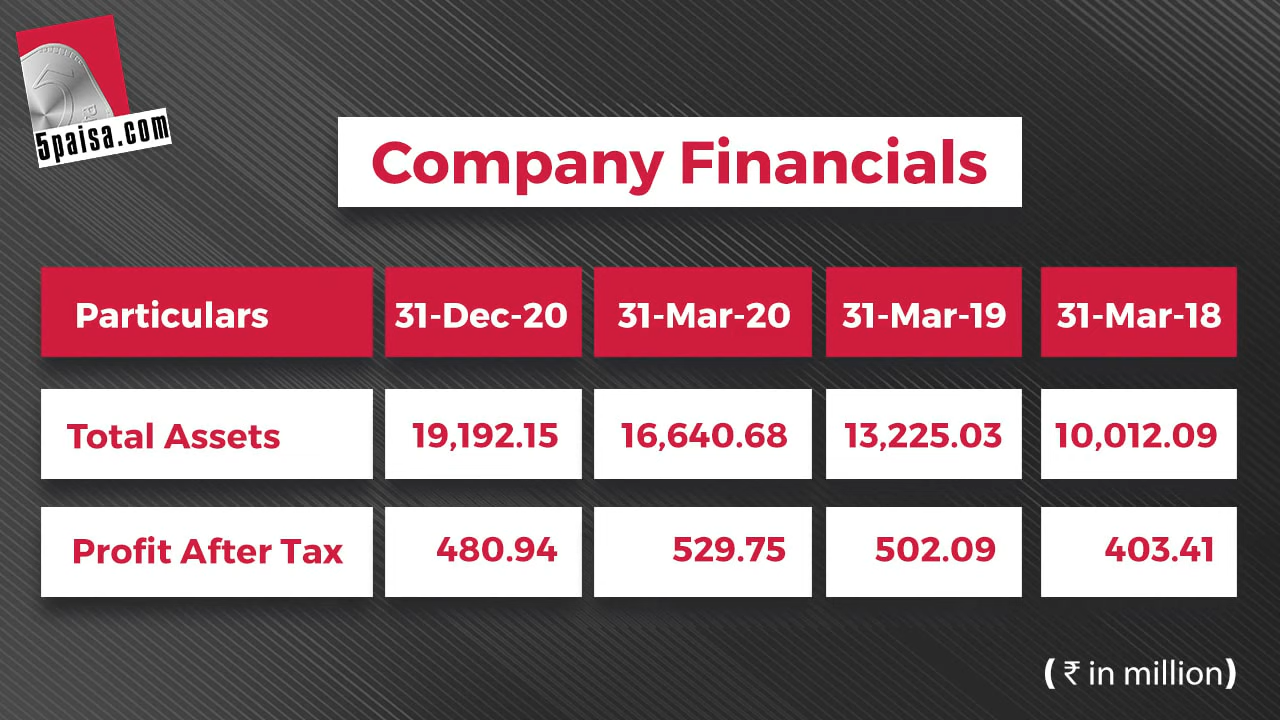 5paisa.com
Company Financials
Particulars 31-Dec-20 31-Mar-20 31-Mar-19 31-Mar-18
Total Assets 19,192.15 16,640.68 13,225.03 10,012.09
Profit After Tax 480.94 529.75 502.09 403.41
(₹ in million)